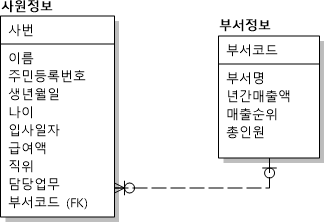 사원정보
사번
이름
주민등록번호
생년월일
나이
입사일자
급여액
직위
담당업무
부서코드 (FK)
부서정보
부서코드
부서명
년간매출액
매출순위
총인원